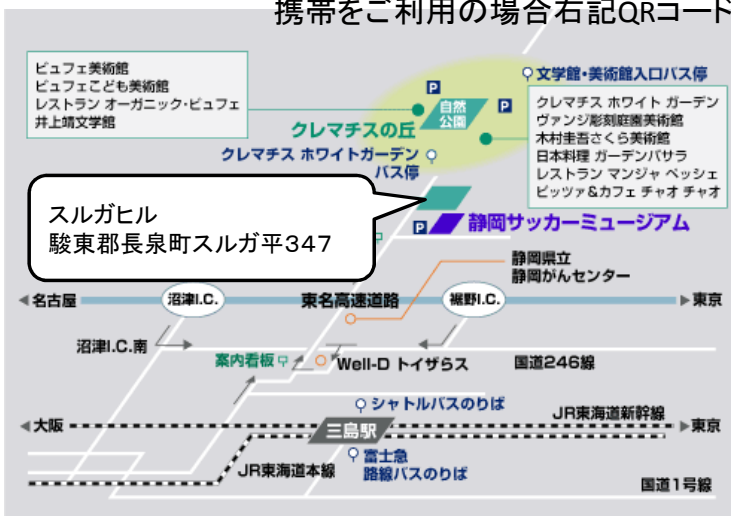 携帯をご利用の場合右記QRコード
ビュフェ美術館
ビュフェこども美術館
レストラン オーガニック・ビュフェ
井上靖文学館
P
自然
公園
P
文学館・美術館入口バス停
クレマチスの丘
クレマチス ホワイトガーデン
バス停
クレマチス ホワイト ガーデン
ヴァンジ彫刻庭園美術館
木村圭吾さくら美術館
日本料理 ガーデンバサラ
レストラン マンジャ ペッシェ
ピッツァ&カフェ チャオ チャオ
スルガヒル
駿東郡長泉町スルガ平347
P
静岡サッカーミュージアム
静岡県立
静岡がんセンター
名古屋
沼津I.C.
東名高速道路
裾野I.C.
東京
沼津I.C.南
案内看板
Well-D トイザらス
国道246線
シャトルバスのりば
JR東海道新幹線
大阪
三島駅
東京
JR東海道本線
富士急
路線バスのりば
国道1号線